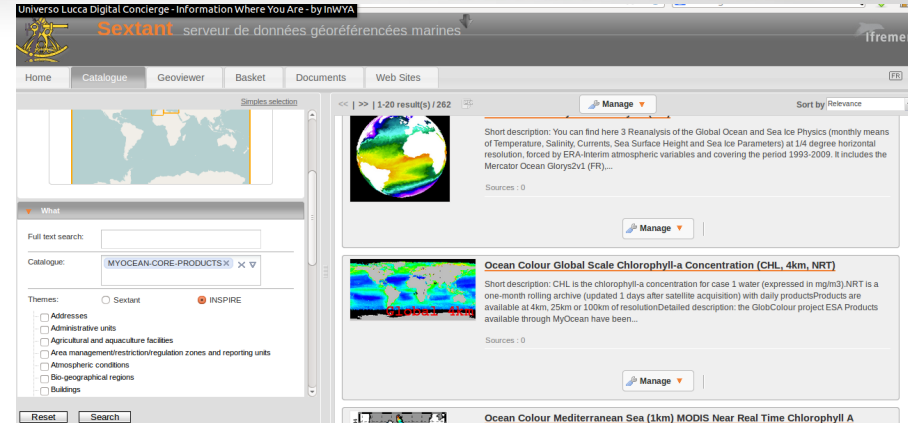 Universo Lucca Digital Concierge - Information Where You Are - by InWYA
Sextant serveur de données géoréférencées marines
Ifremer
Home Catalogue Geoviewer Basket Documents Web Sites FR
Simples selection
<< | >> | 1-20 result(s) / 262 Manage Sort by Relevance
Short description: You can find here 3 Reanalysis of the Global Ocean and Sea Ice Physics (monthly means
of Temperature, Salinity, Currents, Sea Surface Height and Sea Ice Parameters) at 1/4 degree horizontal
resolution, forced by ERA-Interim atmospheric variables and covering the period 1993-2009. It includes the
Mercator Ocean Glorys2v1 (FR),...
Sources : 0
Manage
What
Full text search:
Catalogue: MYOCEAN-CORE-PRODUCTS
Themes: Sextant INSPIRE
Addresses
Administrative units
Agricultural and aquaculture facilities
Area management/restriction/regulation zones and reporting units
Atmospheric conditions
Bio-geographical regions
Buildings
Reset Search
Global 4km
Ocean Colour Global Scale Chlorophyll-a Concentration (CHL, 4km, NRT)
Short description: CHL is the chlorophyll-a concentration for case 1 water (expressed in mg/m3).NRT is a
one-month rolling archive (updated 1 days after satellite acquisition) with daily productsProducts are
available at 4km, 25km or 100km of resolutionDetailed description: the GlobColour project ESA Products
available through MyOcean have been...
Sources : 0
Manage
Ocean Colour Mediterranean Sea (1km) MODIS Near Real Time Chlorophyll A